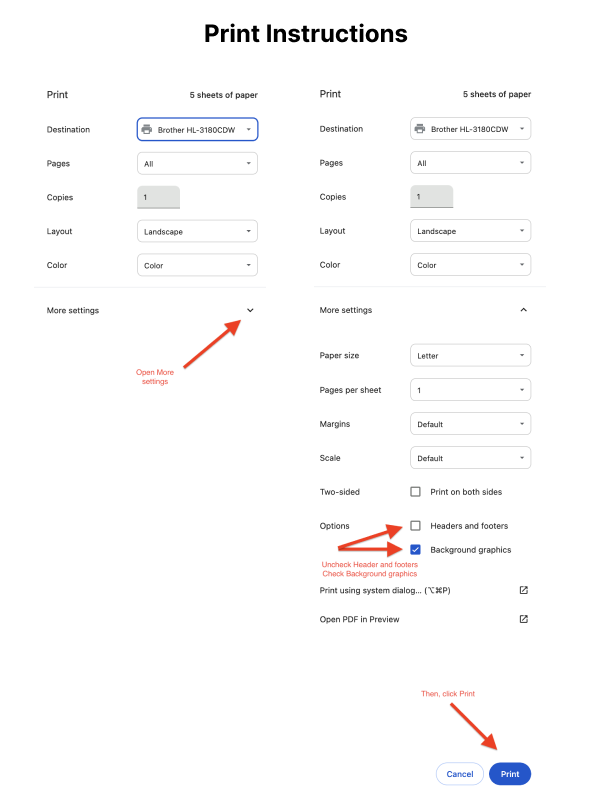 Print Instructions
Print 5 sheets of paper
Destination Brother HL-3180CDW
Pages All
Copies 1
Layout Landscape
Color Color
More settings
Open More
settings
Print 5 sheets of paper
Destination Brother HL-3180CDW
Pages All
Copies 1
Layout Landscape
Color Color
More settings
Paper size Letter
Pages per sheet 1
Margins Default
Scale Default
Two-sided Print on both sides
Options Headers and footers
Background graphics
Uncheck Header and footers
Check Background graphics
Print using system dialog... (⌥⌘P)
Open PDF in Preview
Then, click Print
Cancel Print